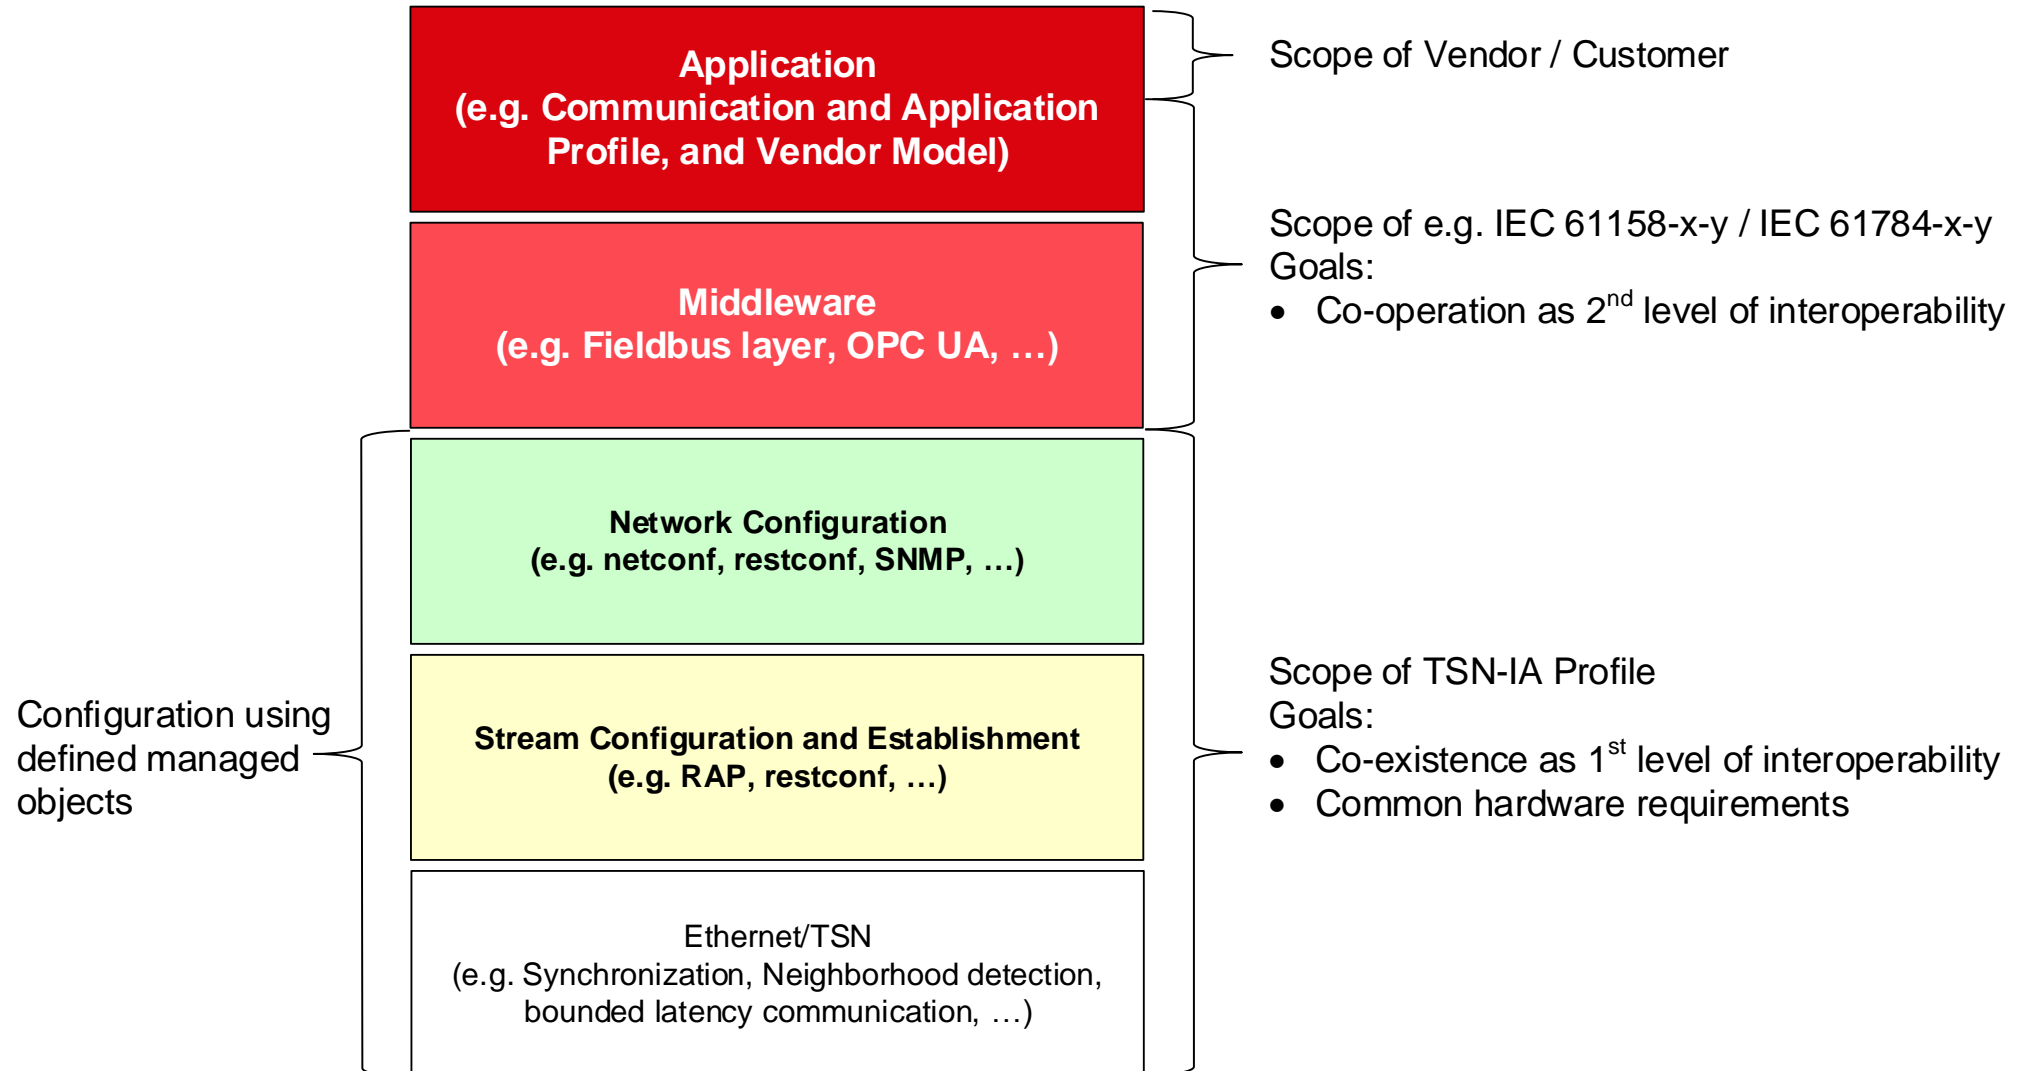 Application
(e.g. Communication and Application
Profile, and Vendor Model)
Scope of Vendor / Customer
Middleware
(e.g. Fieldbus layer, OPC UA, …)
Scope of e.g. IEC 61158-x-y / IEC 61784-x-y
Goals:
• Co-operation as 2nd level of interoperability
Network Configuration
(e.g. netconf, restconf, SNMP, …)
Configuration using
defined managed
objects
Stream Configuration and Establishment
(e.g. RAP, restconf, …)
Scope of TSN-IA Profile
Goals:
• Co-existence as 1st level of interoperability
• Common hardware requirements
Ethernet/TSN
(e.g. Synchronization, Neighborhood detection,
bounded latency communication, …)